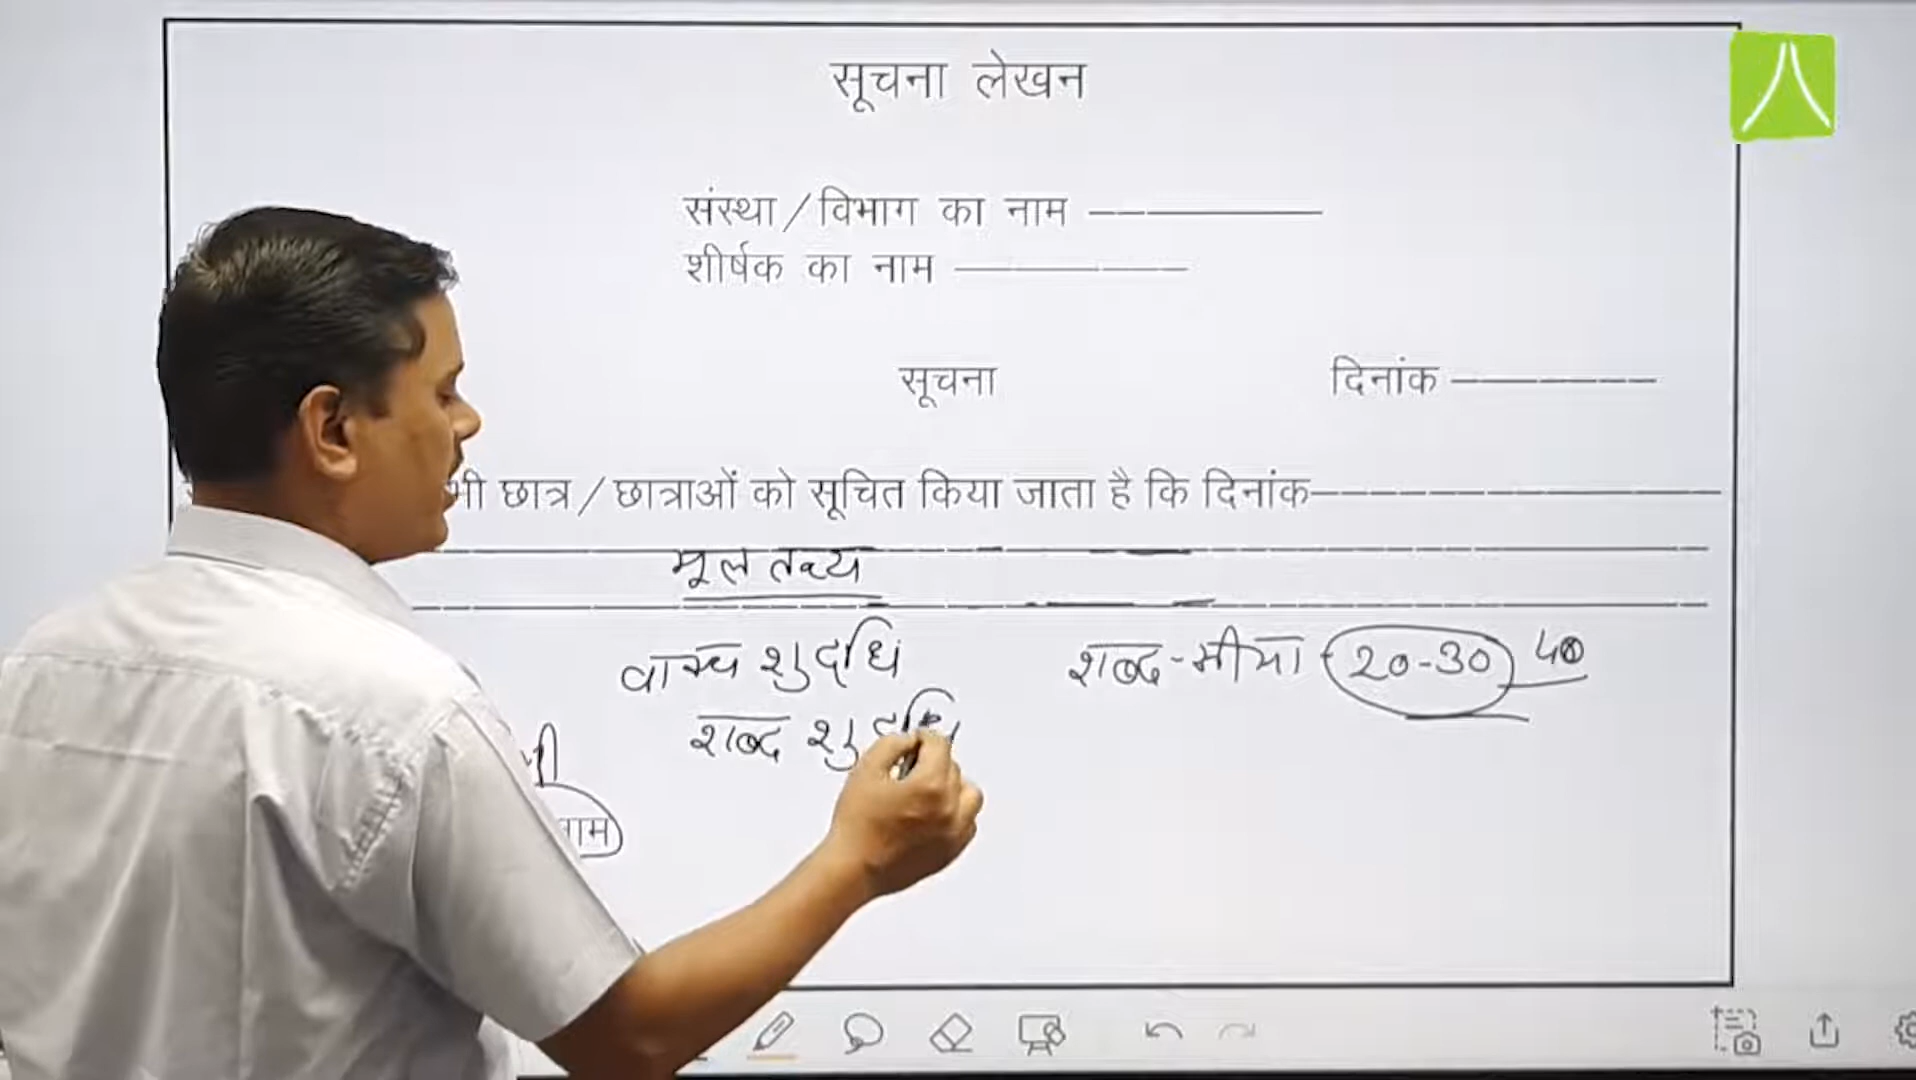 सूचना लेखन
संस्था / विभाग का नाम
शीर्षक का नाम
सूचना दिनांक
छात्र / छात्राओं को सूचित किया जाता है कि दिनांक
मूल तथ्य
वाक्य शुद्धि शब्द-सीमा 20-30 40
शब्द शुद्धि